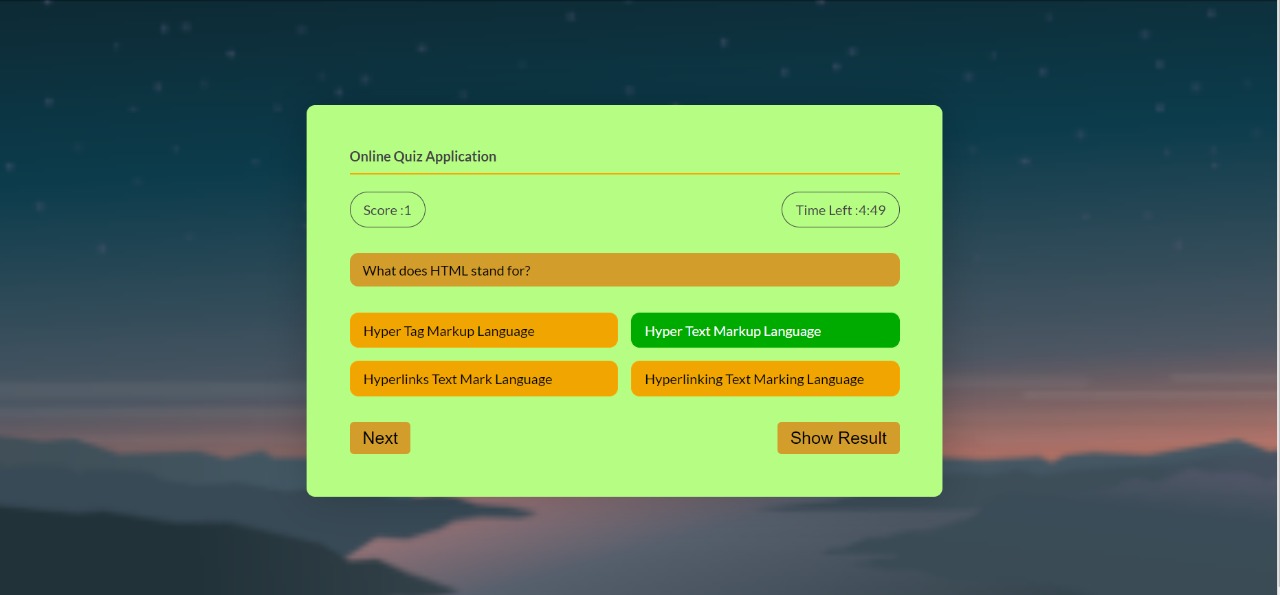 Online Quiz Application
Score :1
Time Left :4:49
What does HTML stand for?
Hyper Tag Markup Language
Hyper Text Markup Language
Hyperlinks Text Mark Language
Hyperlinking Text Marking Language
Next
Show Result